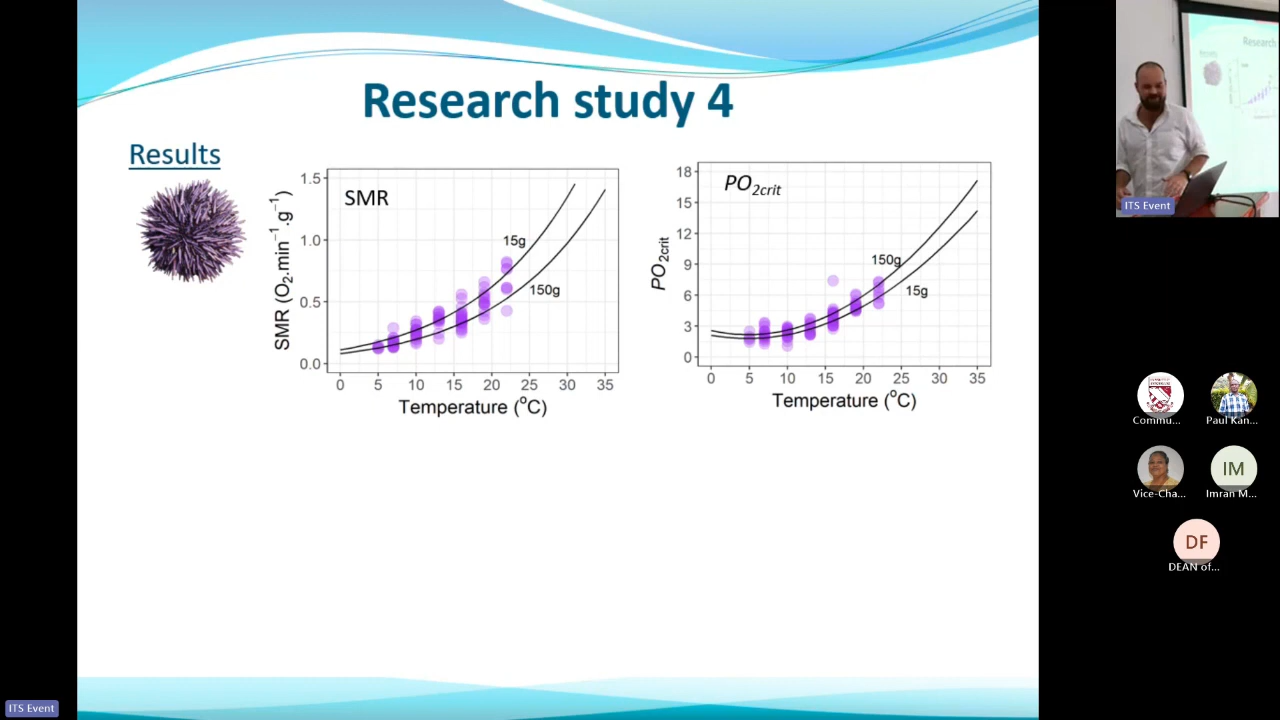 Research study 4
Results
SMR
SMR (O₂.min⁻¹.g⁻¹)
1.5
1.0
0.5
0.0
15g
150g
0 5 10 15 20 25 30 35
Temperature (°C)
PO2crit
PO2crit
18
15
12
9
6
3
0
150g
15g
0 5 10 15 20 25 30 35
Temperature (°C)
Research
ITS Event
Commu...
Paul Kan...
Vice-Cha...
IM
Imran M...
DF
DEAN of...
ITS Event